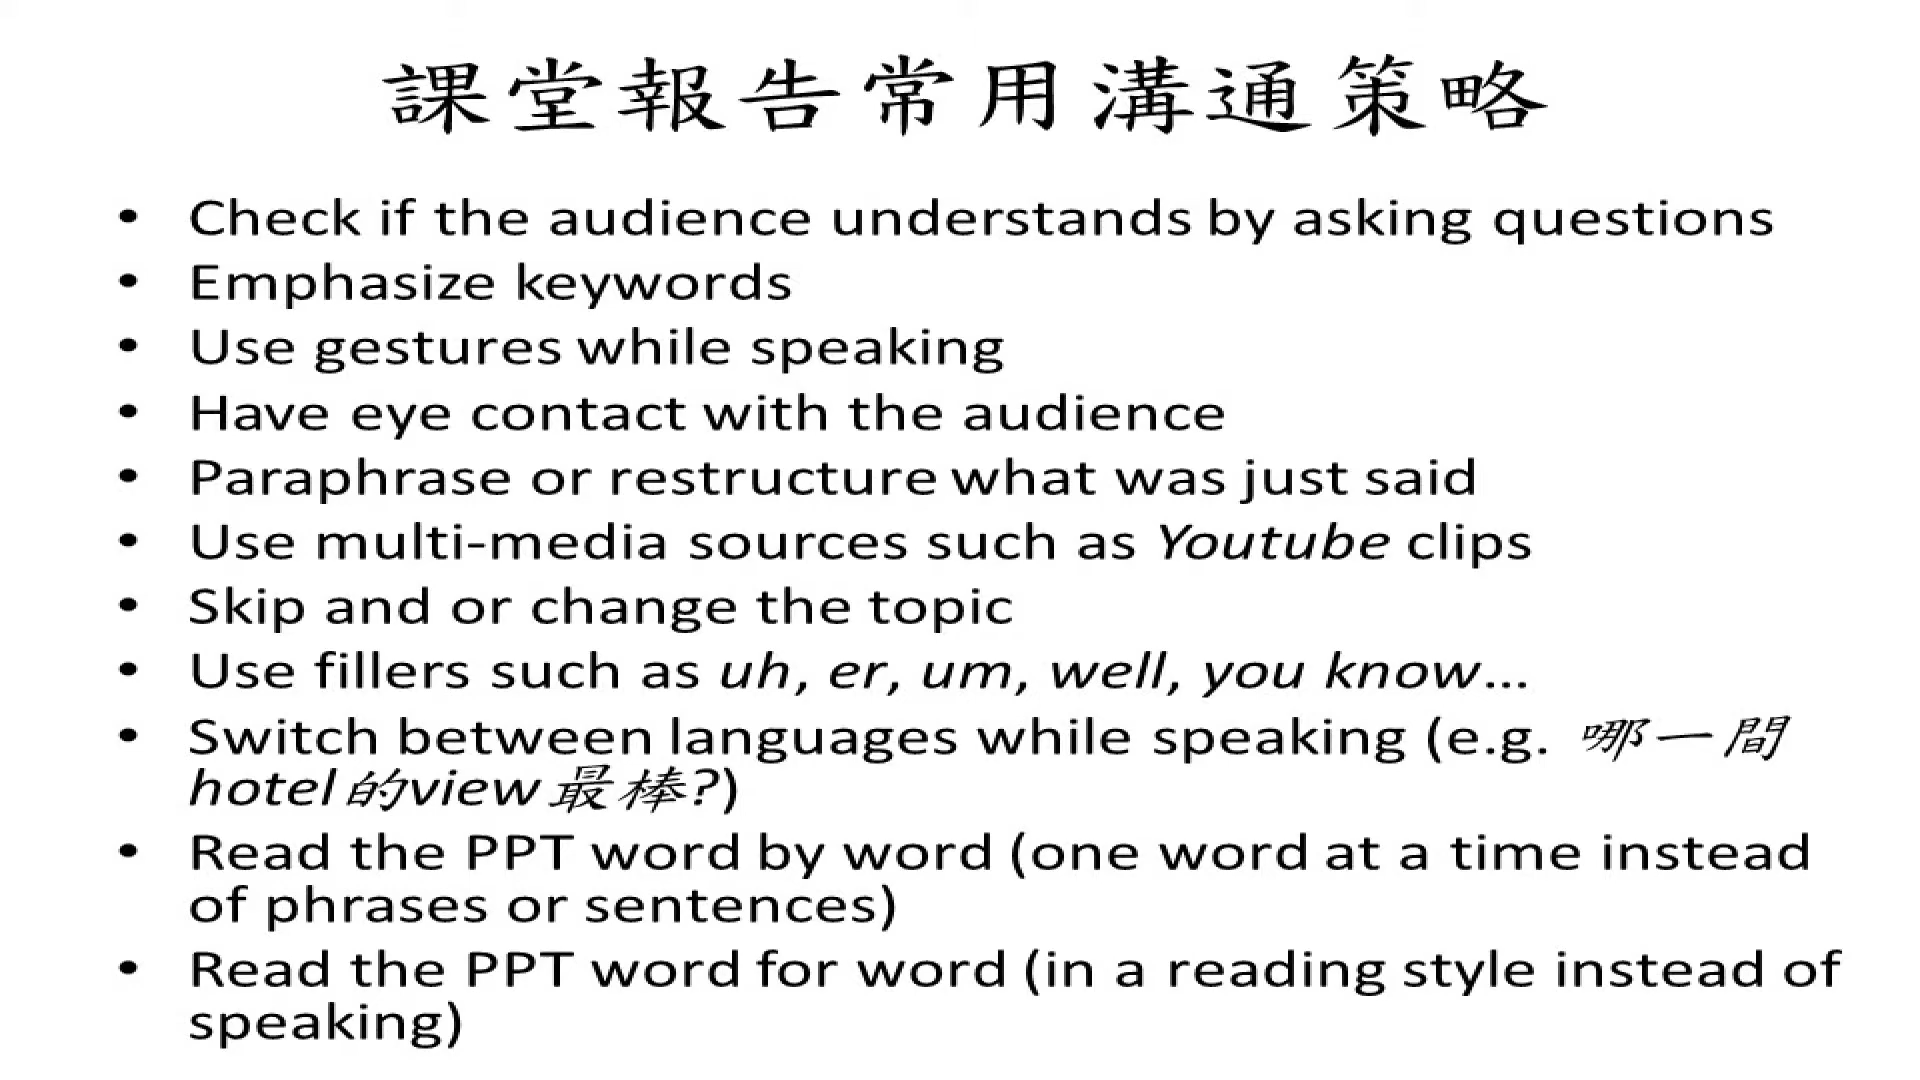 課堂報告常用溝通策略
• Check if the audience understands by asking questions
• Emphasize keywords
• Use gestures while speaking
• Have eye contact with the audience
• Paraphrase or restructure what was just said
• Use multi-media sources such as Youtube clips
• Skip and or change the topic
• Use fillers such as uh, er, um, well, you know…
• Switch between languages while speaking (e.g. 哪一間
hotel的view最棒?)
• Read the PPT word by word (one word at a time instead
of phrases or sentences)
• Read the PPT word for word (in a reading style instead of
speaking)